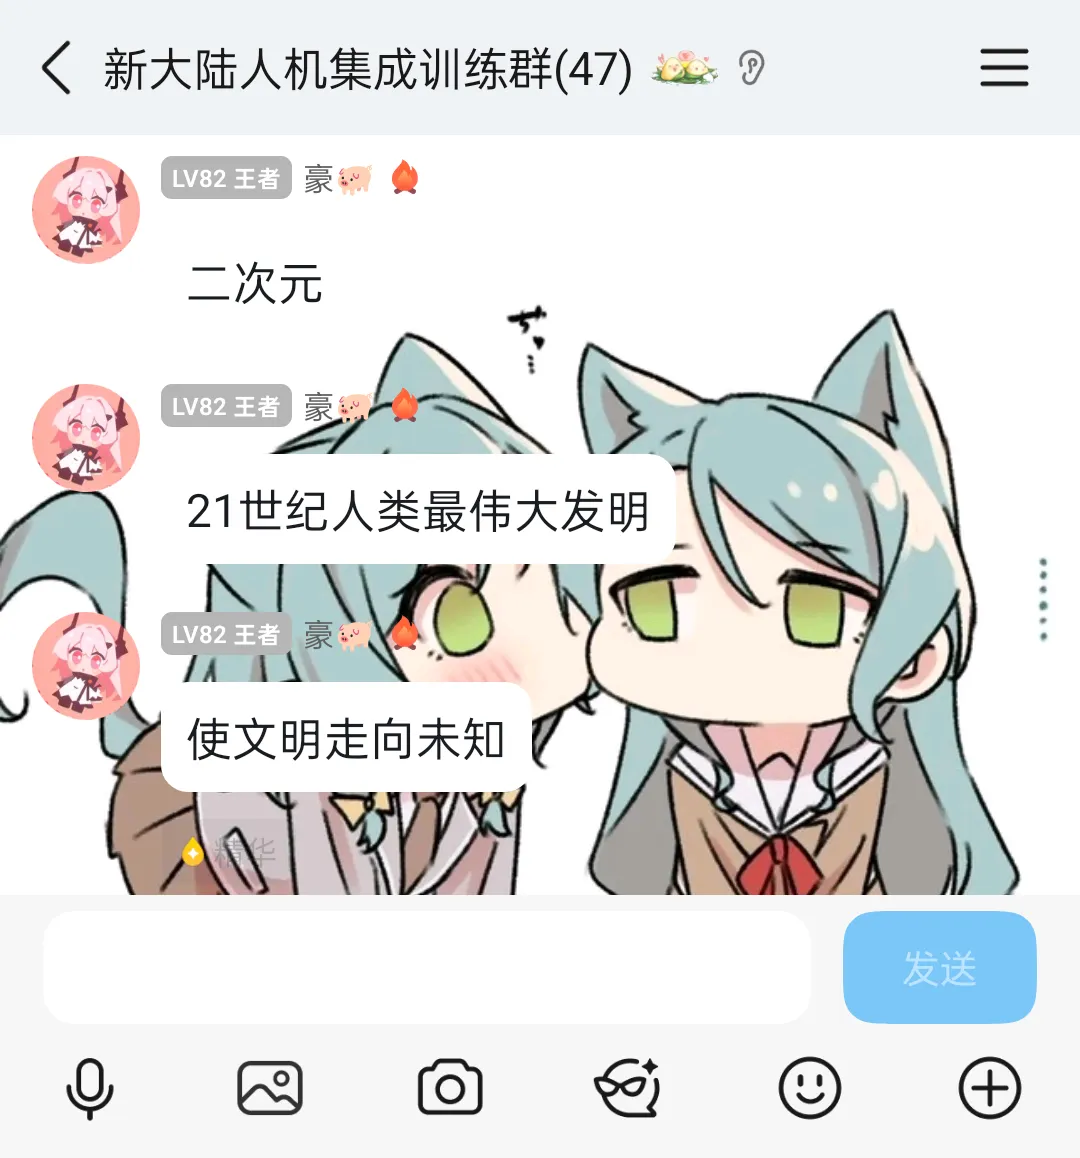 新大陆人机集成训练群(47)
LV82 王者 豪🐖 🔥
二次元
LV82 王者 豪🐖 🔥
21世纪人类最伟大发明
LV82 王者 豪🐖 🔥
使文明走向未知
精华
发送